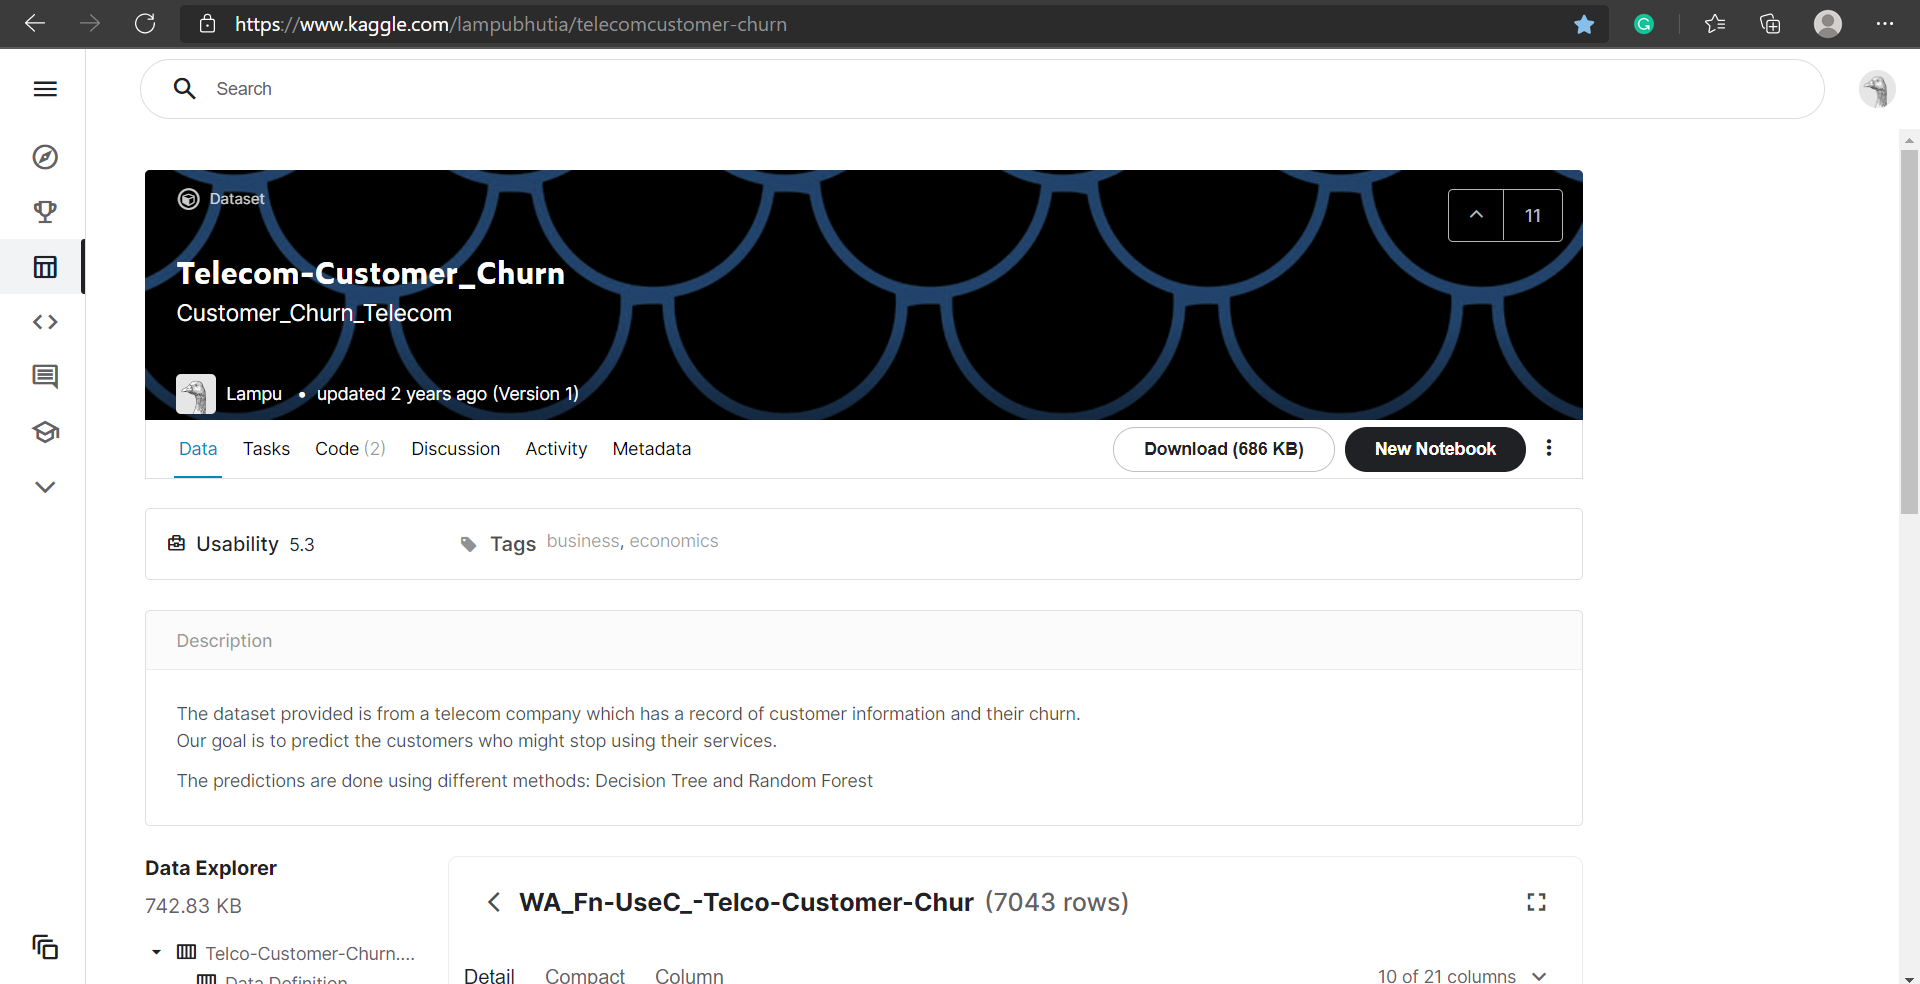 https://www.kaggle.com/lampubhutia/telecomcustomer-churn
Search
Dataset
11
Telecom-Customer_Churn
Customer_Churn_Telecom
Lampu • updated 2 years ago (Version 1)
Data Tasks Code (2) Discussion Activity Metadata Download (686 KB) New Notebook
Usability 5.3 Tags business, economics
Description
The dataset provided is from a telecom company which has a record of customer information and their churn.
Our goal is to predict the customers who might stop using their services.
The predictions are done using different methods: Decision Tree and Random Forest
Data Explorer
742.83 KB
Telco-Customer-Churn....
Data Definition
WA_Fn-UseC_-Telco-Customer-Chur (7043 rows)
Detail Compact Column 10 of 21 columns